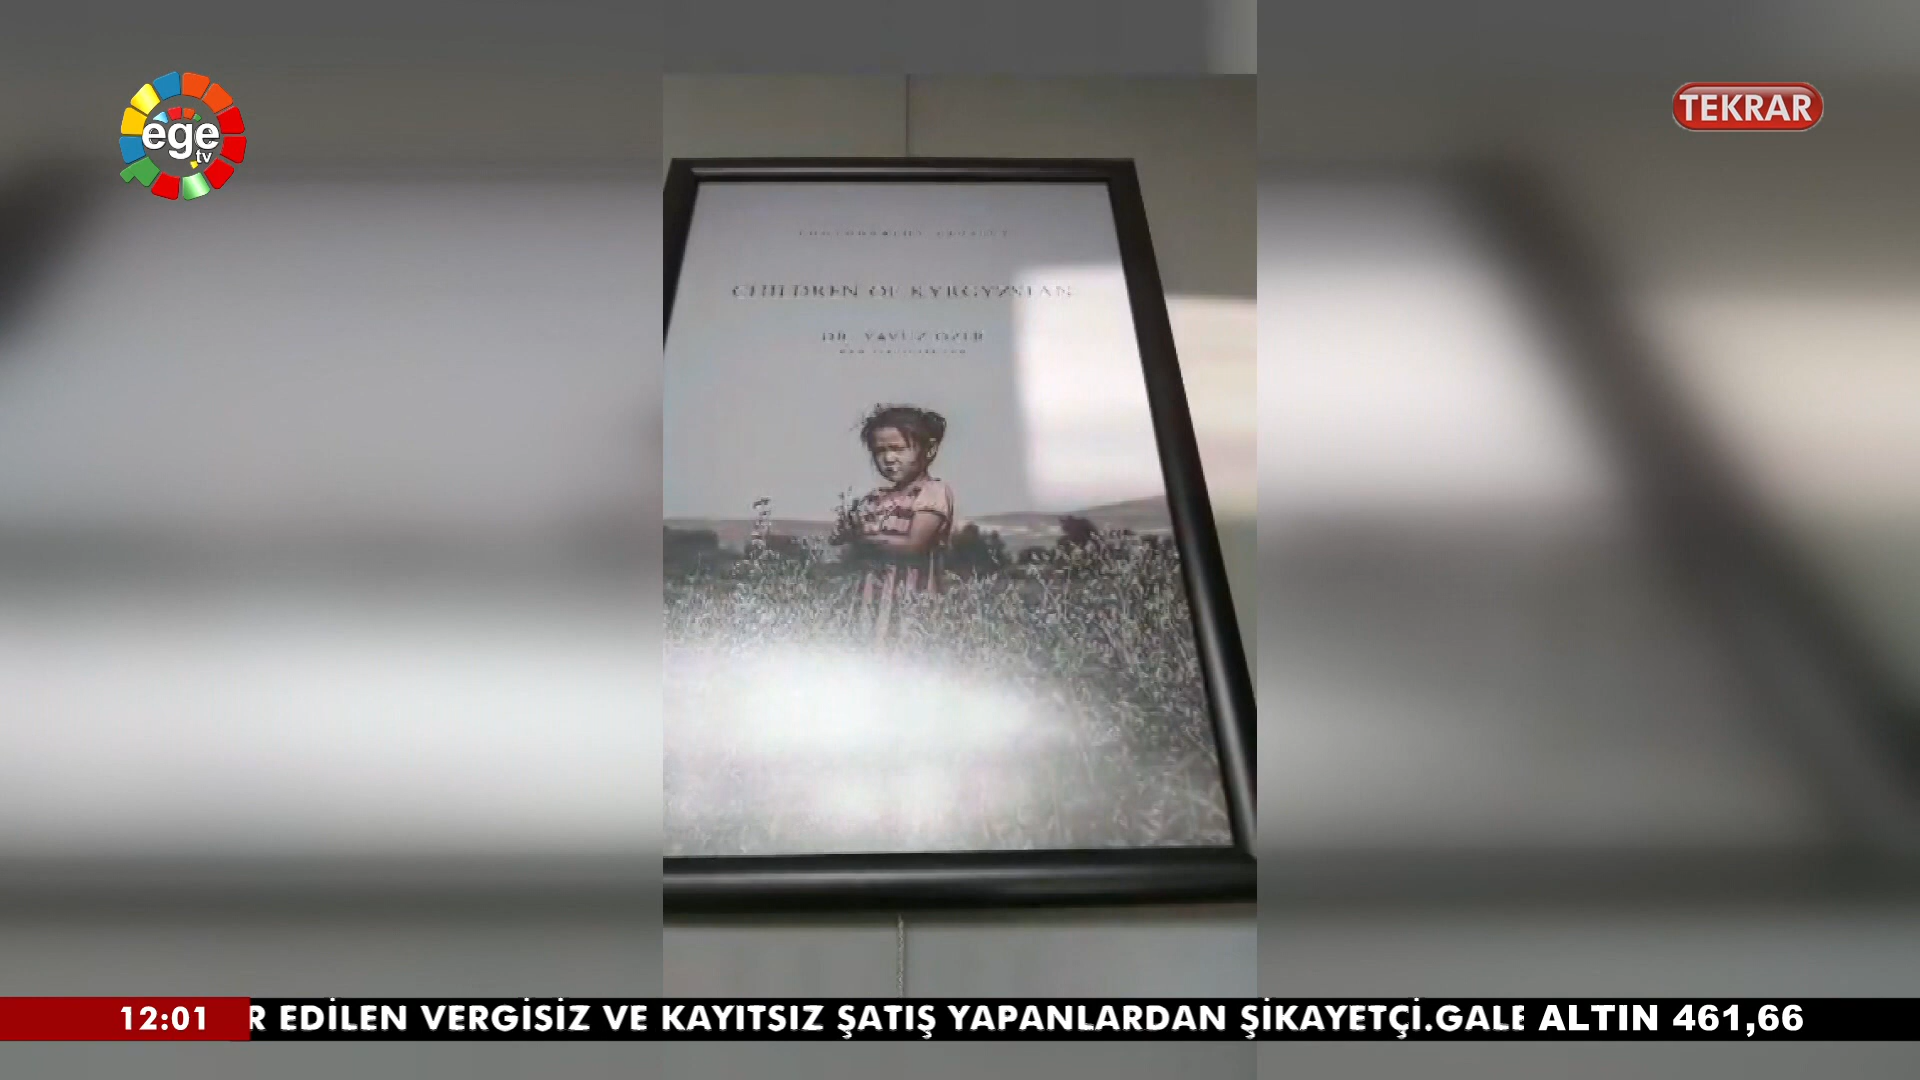 ege
tv
TEKRAR
CHILDREN OF KYRGYZSTAN
DR. YAVUZ OZER
12:01
R EDİLEN VERGİSİZ VE KAYITSIZ ŞATIŞ YAPANLARDAN ŞİKAYETÇİ.GALE
ALTIN 461,66